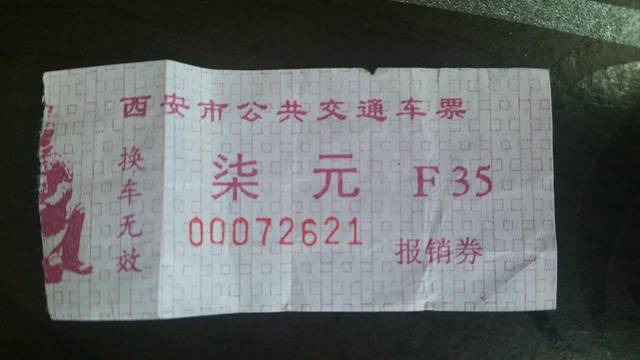 西安市公共交通车票
换车无效
柒元 F35
00072621
报销券